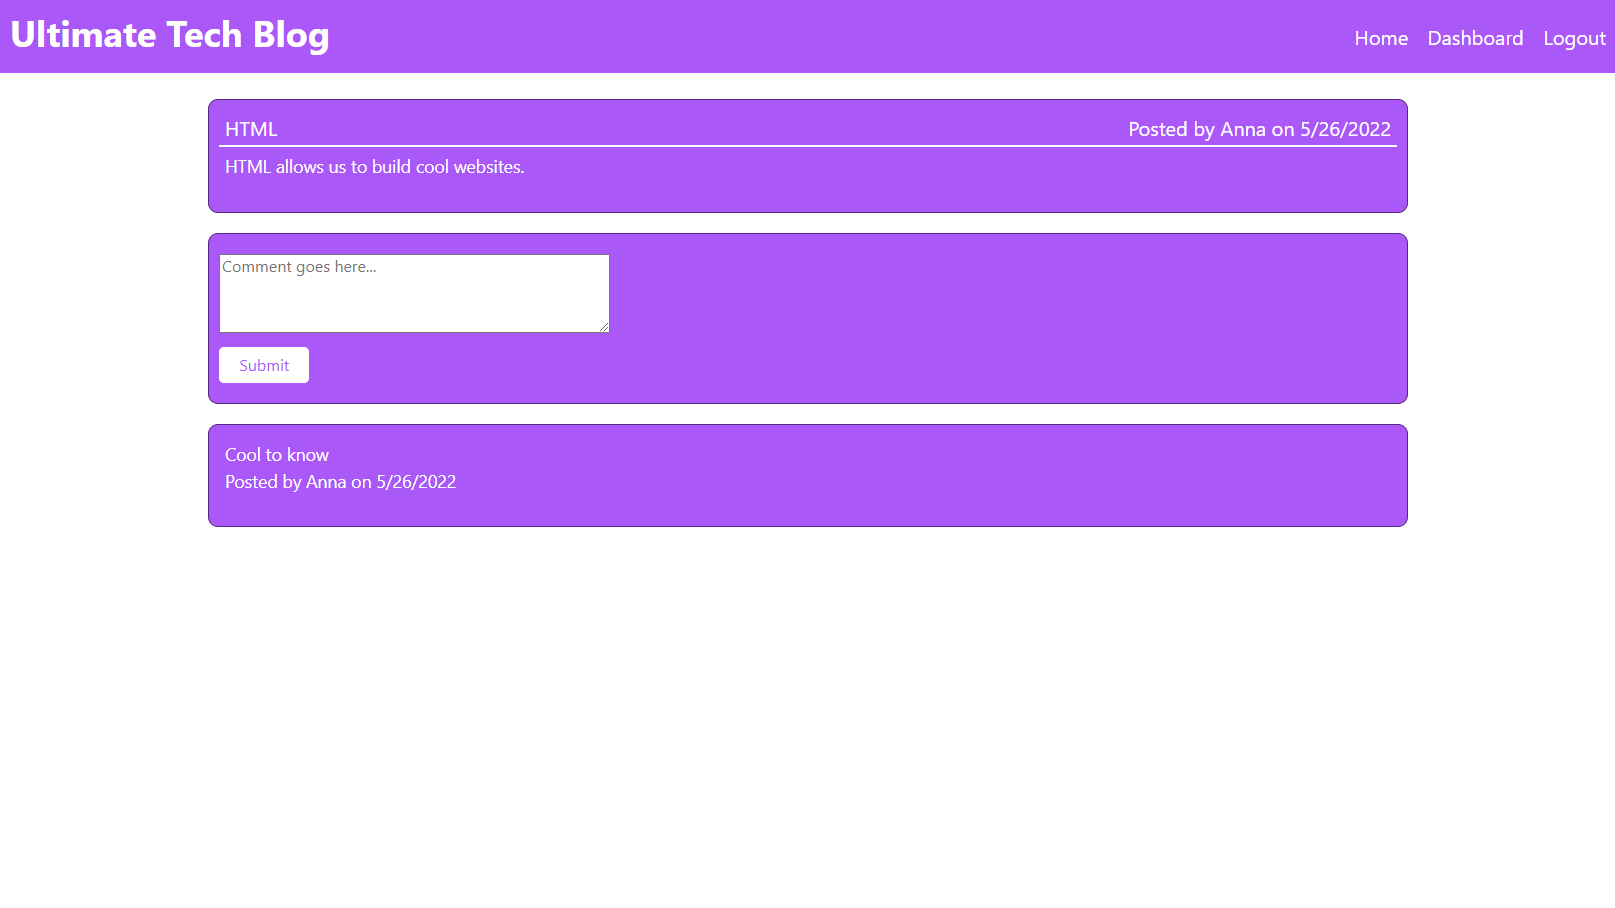 Ultimate Tech Blog
Home Dashboard Logout
HTML Posted by Anna on 5/26/2022
HTML allows us to build cool websites.
Comment goes here...
Submit
Cool to know
Posted by Anna on 5/26/2022